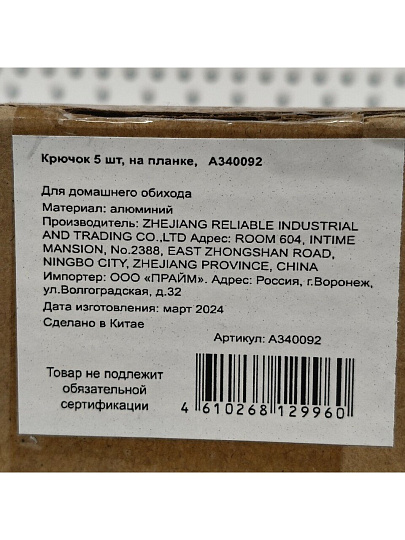 Крючок 5 шт, на планке, А340092
Для домашнего обихода
Материал: алюминий
Производитель: ZHEJIANG RELIABLE INDUSTRIAL
AND TRADING CO.,LTD Адрес: ROOM 604, INTIME
MANSION, No.2388, EAST ZHONGSHAN ROAD,
NINGBO CITY, ZHEJIANG PROVINCE, CHINA
Импортер: ООО «ПРАЙМ». Адрес: Россия, г.Воронеж,
ул.Волгоградская, д.32
Дата изготовления: март 2024
Сделано в Китае
Артикул: А340092
Товар не подлежит
обязательной
сертификации
4 610268 129960